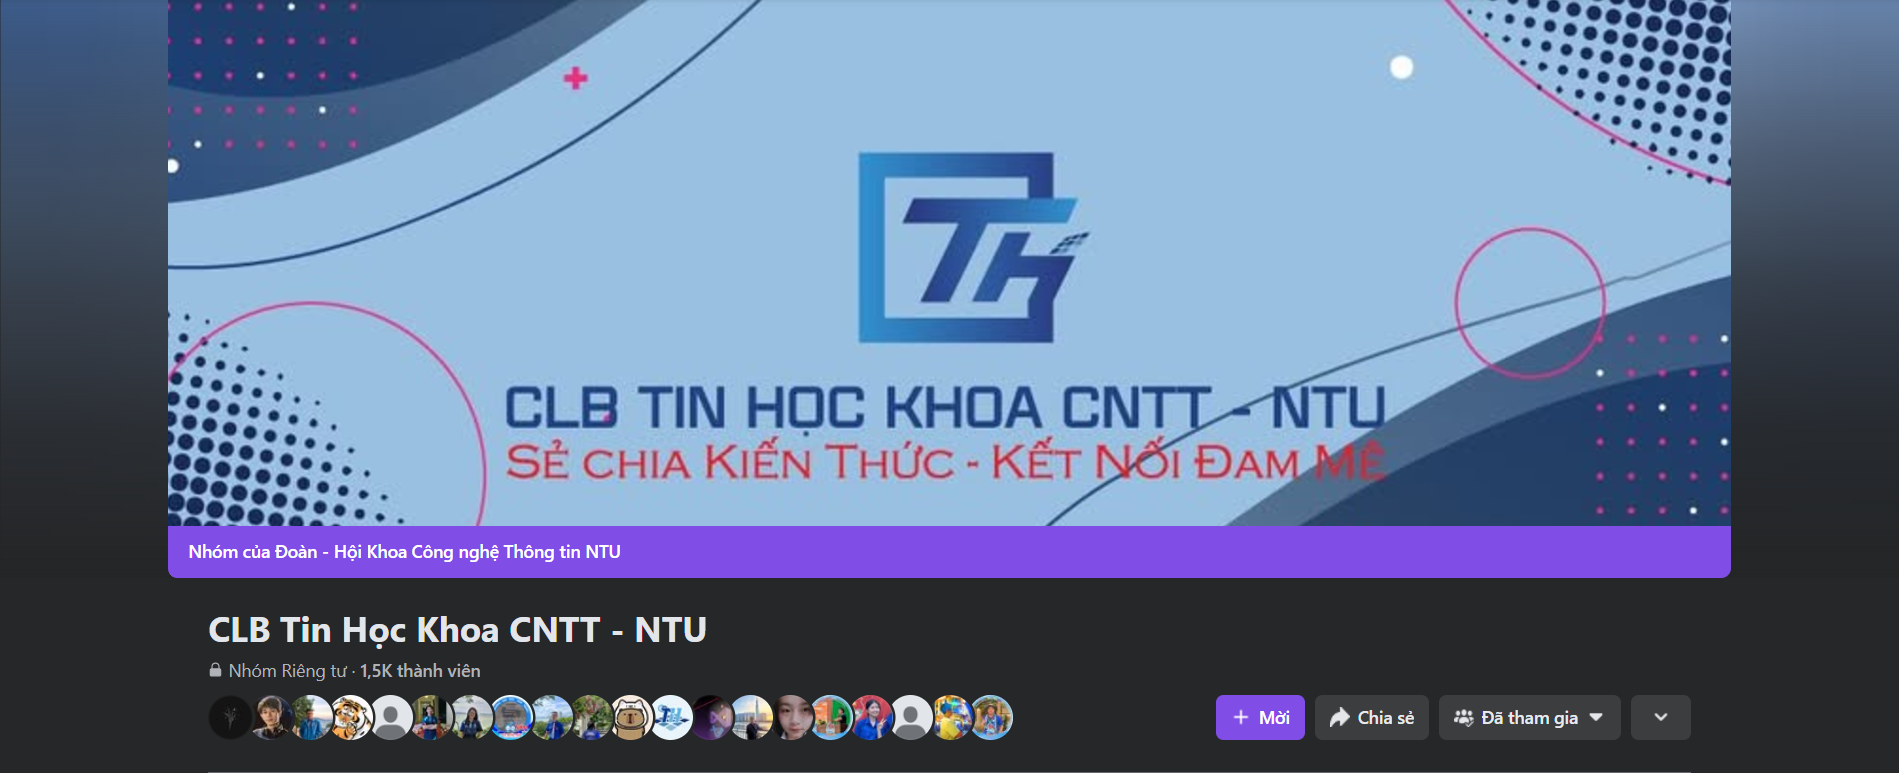 Th
CLB TIN HỌC KHOA CNTT - NTU
SẺ CHIA KIẾN THỨC - KẾT NỐI ĐAM MÊ
Nhóm của Đoàn - Hội Khoa Công nghệ Thông tin NTU
CLB Tin Học Khoa CNTT - NTU
Nhóm Riêng tư · 1,5K thành viên
+ Mời
Chia sẻ
Đã tham gia